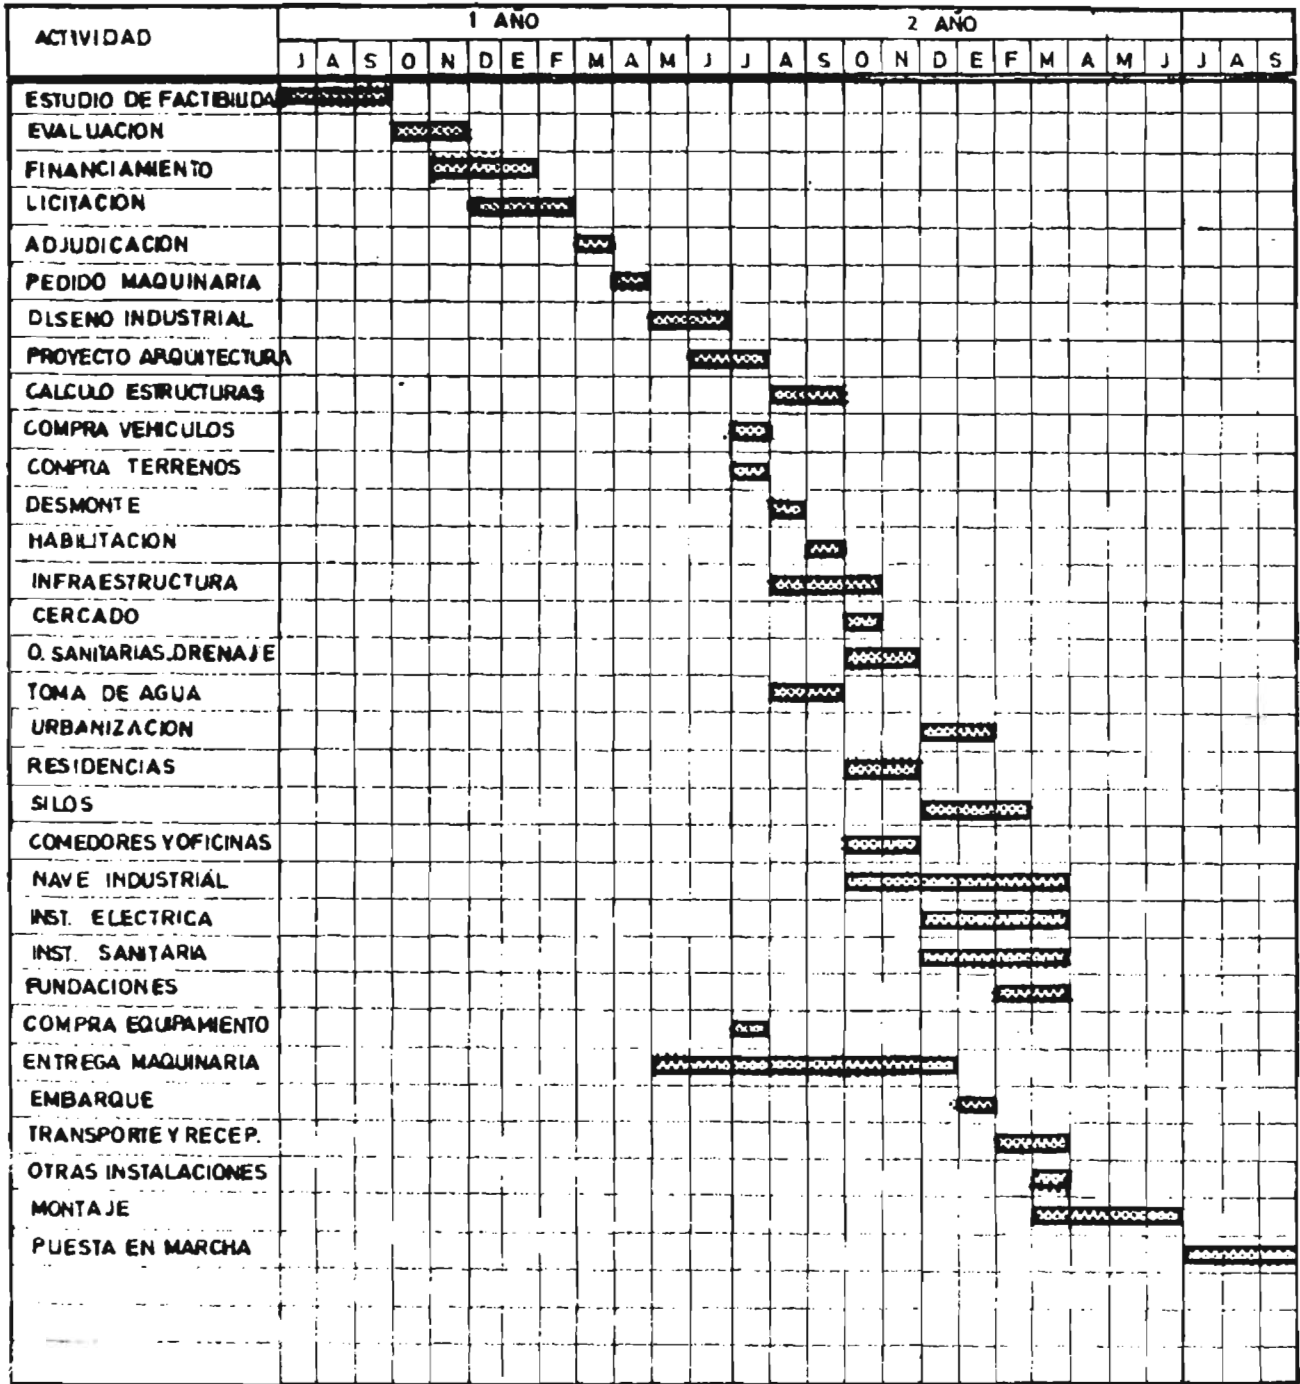 ACTIVIDAD
1 AÑO
2 AÑO
J A S O N D E F M A M J J A S O N D E F M A M J J A S
ESTUDIO DE FACTIBILIDA
EVALUACION
FINANCIAMIENTO
LICITACION
ADJUDICACION
PEDIDO MAQUINARIA
DISENO INDUSTRIAL
PROYECTO ARQUITECTURA
CALCULO ESTRUCTURAS
COMPRA VEHICULOS
COMPRA TERRENOS
DESMONTE
HABILITACION
INFRAESTRUCTURA
CERCADO
O. SANITARIAS.DRENAJE
TOMA DE AGUA
URBANIZACION
RESIDENCIAS
SILOS
COMEDORES Y OFICINAS
NAVE INDUSTRIAL
INST. ELECTRICA
INST. SANITARIA
FUNDACIONES
COMPRA EQUIPAMIENTO
ENTREGA MAQUINARIA
EMBARQUE
TRANSPORTE Y RECEP.
OTRAS INSTALACIONES
MONTAJE
PUESTA EN MARCHA